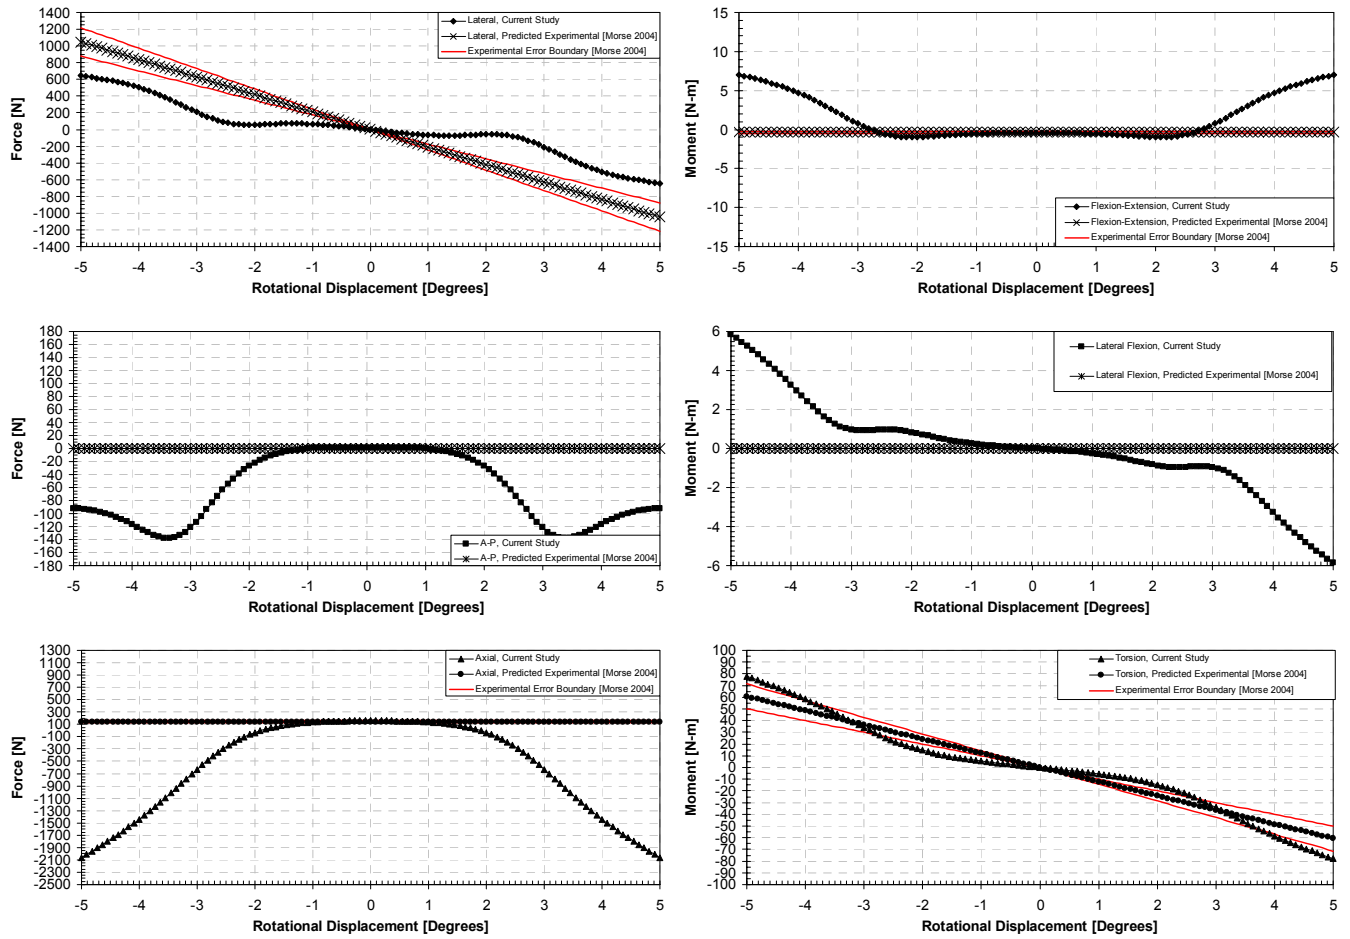 1400
1200
1000
800
600
400
200
0
-200
-400
-600
-800
-1000
-1200
-1400
Force [N]
Lateral, Current Study
Lateral, Predicted Experimental [Morse 2004]
Experimental Error Boundary [Morse 2004]
-5 -4 -3 -2 -1 0 1 2 3 4 5
Rotational Displacement [Degrees]
15
10
5
0
-5
-10
-15
Moment [N-m]
Flexion-Extension, Current Study
Flexion-Extension, Predicted Experimental [Morse 2004]
Experimental Error Boundary [Morse 2004]
-5 -4 -3 -2 -1 0 1 2 3 4 5
Rotational Displacement [Degrees]
180
160
140
120
100
80
60
40
20
0
-20
-40
-60
-80
-100
-120
-140
-160
-180
Force [N]
A-P, Current Study
A-P, Predicted Experimental [Morse 2004]
-5 -4 -3 -2 -1 0 1 2 3 4 5
Rotational Displacement [Degrees]
6
4
2
0
-2
-4
-6
Moment [N-m]
Lateral Flexion, Current Study
Lateral Flexion, Predicted Experimental [Morse 2004]
-5 -4 -3 -2 -1 0 1 2 3 4 5
Rotational Displacement [Degrees]
1300
1100
900
700
500
300
100
-100
-300
-500
-700
-900
-1100
-1300
-1500
-1700
-1900
-2100
-2300
-2500
Force [N]
Axial, Current Study
Axial, Predicted Experimental [Morse 2004]
Experimental Error Boundary [Morse 2004]
-5 -4 -3 -2 -1 0 1 2 3 4 5
Rotational Displacement [Degrees]
100
90
80
70
60
50
40
30
20
10
0
-10
-20
-30
-40
-50
-60
-70
-80
-90
-100
Moment [N-m]
Torsion, Current Study
Torsion, Predicted Experimental [Morse 2004]
Experimental Error Boundary [Morse 2004]
-5 -4 -3 -2 -1 0 1 2 3 4 5
Rotational Displacement [Degrees]